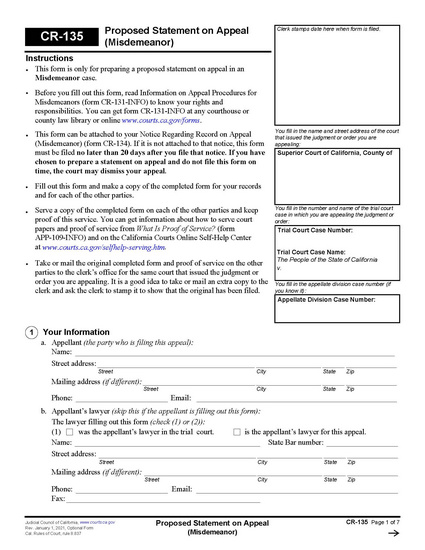 CR-135
Proposed Statement on Appeal
(Misdemeanor)
Clerk stamps date here when form is filed.
Instructions
• This form is only for preparing a proposed statement on appeal in an
Misdemeanor case.
• Before you fill out this form, read Information on Appeal Procedures for
Misdemeanors (form CR-131-INFO) to know your rights and
responsibilities. You can get form CR-131-INFO at any courthouse or
county law library or online www.courts.ca.gov/forms.
• This form can be attached to your Notice Regarding Record on Appeal
(Misdemeanor) (form CR-134). If it is not attached to that notice, this form
must be filed no later than 20 days after you file that notice. If you have
chosen to prepare a statement on appeal and do not file this form on
time, the court may dismiss your appeal.
• Fill out this form and make a copy of the completed form for your records
and for each of the other parties.
• Serve a copy of the completed form on each of the other parties and keep
proof of this service. You can get information about how to serve court
papers and proof of service from What Is Proof of Service? (form
APP-109-INFO) and on the California Courts Online Self-Help Center
at www.courts.ca.gov/selfhelp-serving.htm.
• Take or mail the original completed form and proof of service on the other
parties to the clerk's office for the same court that issued the judgment or
order you are appealing. It is a good idea to take or mail an extra copy to the
clerk and ask the clerk to stamp it to show that the original has been filed.
You fill in the name and street address of the court
that issued the judgment or order you are
appealing:
Superior Court of California, County of
You fill in the number and name of the trial court
case in which you are appealing the judgment or
order:
Trial Court Case Number:
Trial Court Case Name:
The People of the State of California
v.
You fill in the appellate division case number (if
you know it):
Appellate Division Case Number:
1 Your Information
a. Appellant (the party who is filing this appeal):
Name:
Street address:
Street City State Zip
Mailing address (if different):
Street City State Zip
Phone: Email:
b. Appellant's lawyer (skip this if the appellant is filling out this form):
The lawyer filling out this form (check (1) or (2)):
(1) was the appellant's lawyer in the trial court. is the appellant's lawyer for this appeal.
Name: State Bar number:
Street address:
Street City State Zip
Mailing address (if different):
Street City State Zip
Phone: Email:
Fax:
Judicial Council of California, www.courts.ca.gov
Rev. January 1, 2021, Optional Form
Cal. Rules of Court, rule 8.837
Proposed Statement on Appeal
(Misdemeanor)
CR-135 Page 1 of 7